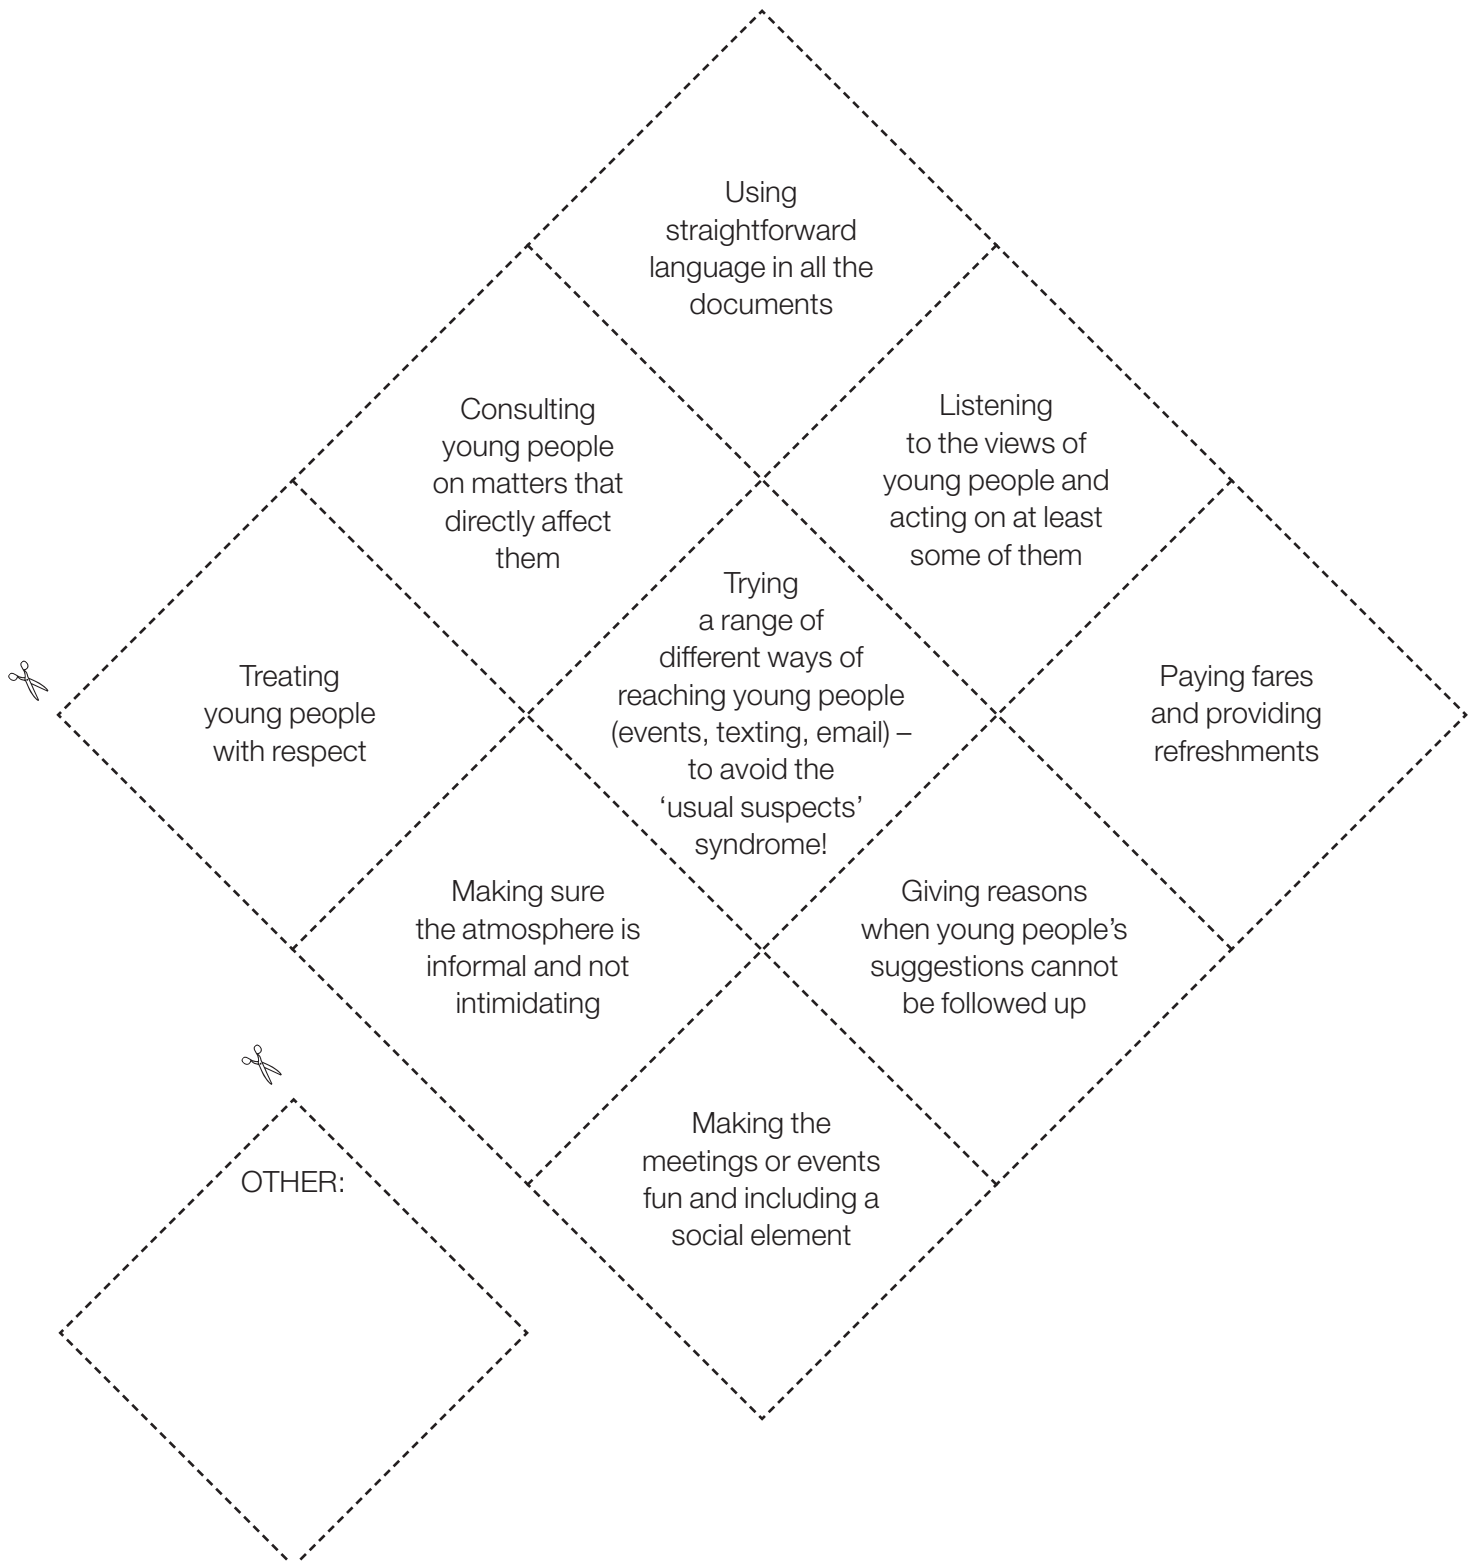 Using
straightforward
language in all the
documents
Consulting
young people
on matters that
directly affect
them
Listening
to the views of
young people and
acting on at least
some of them
Treating
young people
with respect
Trying
a range of
different ways of
reaching young people
(events, texting, email) –
to avoid the
‘usual suspects’
syndrome!
Paying fares
and providing
refreshments
Making sure
the atmosphere is
informal and not
intimidating
Giving reasons
when young people’s
suggestions cannot
be followed up
Making the
meetings or events
fun and including a
social element
OTHER: